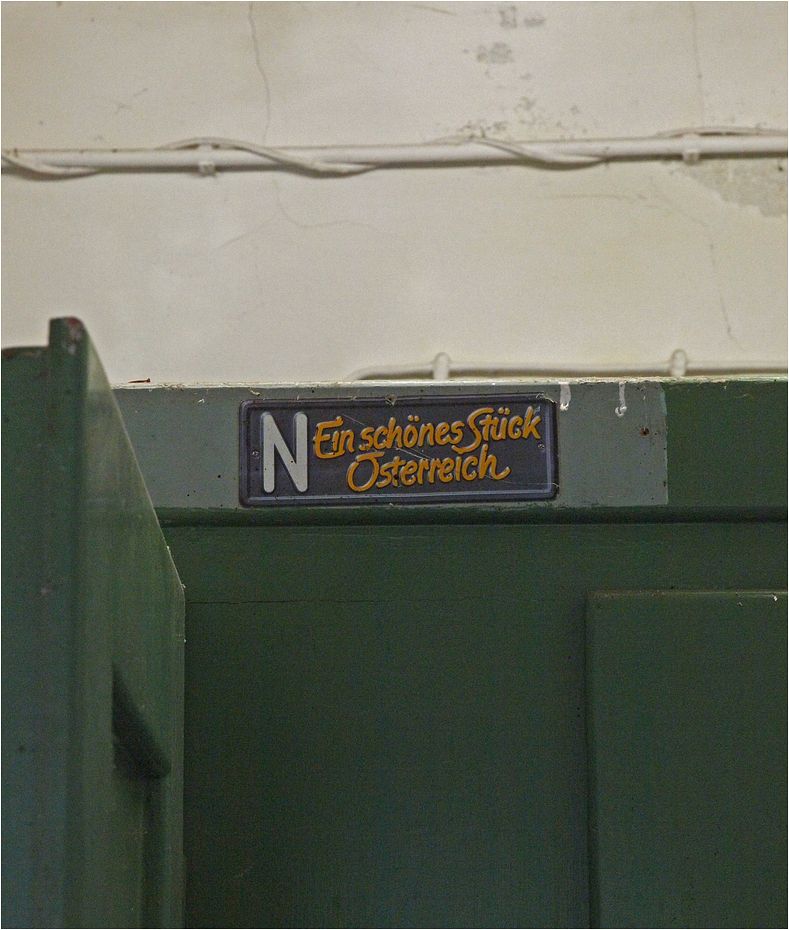 N Ein schönes Stück
Österreich